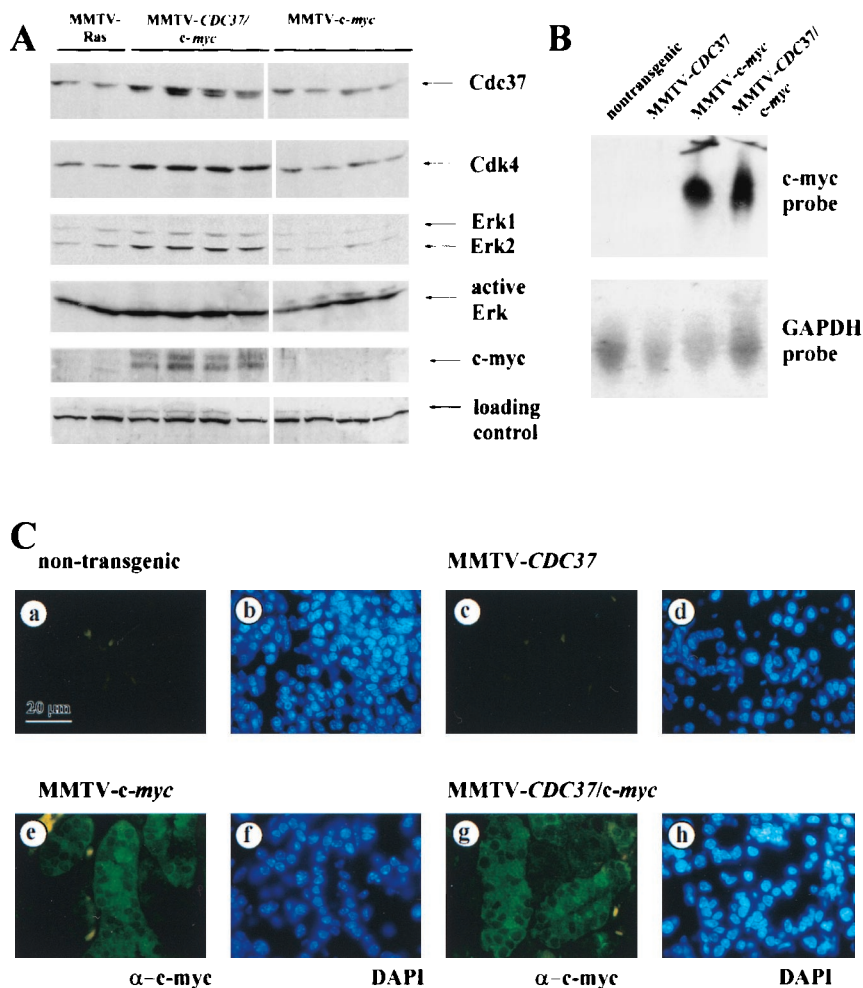 A
MMTV-
Ras
MMTV-CDC37/
c-myc
MMTV-c-myc
Cdc37
Cdk4
Erk1
Erk2
active
Erk
c-myc
loading
control
B
nontransgenic
MMTV-CDC37
MMTV-c-myc
MMTV-CDC37/
c-myc
c-myc
probe
GAPDH
probe
C
non-transgenic
MMTV-CDC37
a
b
c
d
20 µm
MMTV-c-myc
MMTV-CDC37/c-myc
e
f
g
h
α-c-myc
DAPI
α-c-myc
DAPI